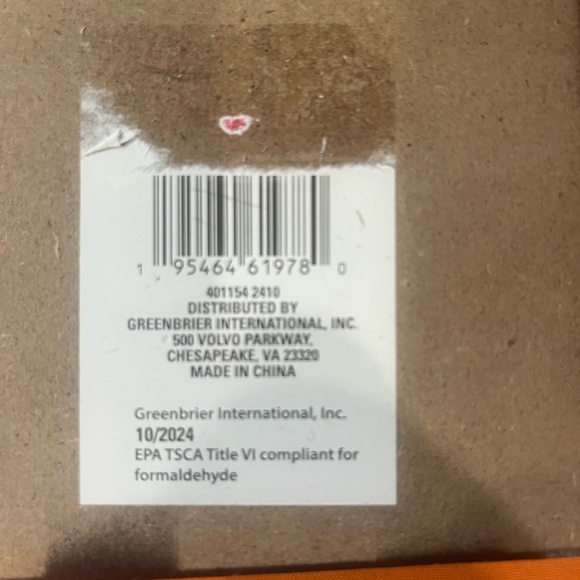 1 95464 61978 0
401154 2410
DISTRIBUTED BY
GREENBRIER INTERNATIONAL, INC.
500 VOLVO PARKWAY,
CHESAPEAKE, VA 23320
MADE IN CHINA
Greenbrier International, Inc.
10/2024
EPA TSCA Title VI compliant for
formaldehyde